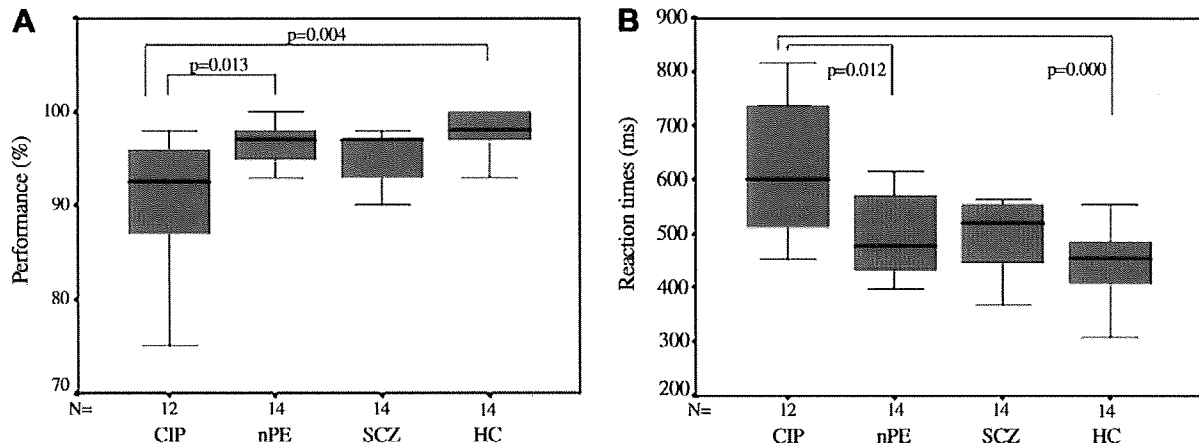 A
p=0.004
p=0.013
Performance (%)
100
90
80
70
N= 12 14 14 14
CIP nPE SCZ HC
B
900
p=0.012 p=0.000
Reaction times (ms)
800
700
600
500
400
300
200
12 14 14 14
CIP nPE SCZ HC